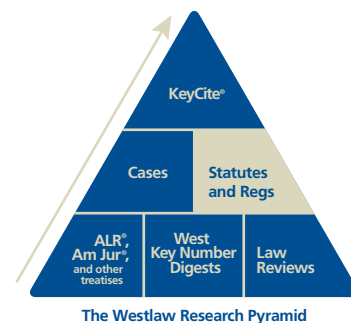 KeyCite®
Cases
Statutes
and Regs
ALR®,
Am Jur®,
and other
treatises
West
Key Number
Digests
Law
Reviews
The Westlaw Research Pyramid